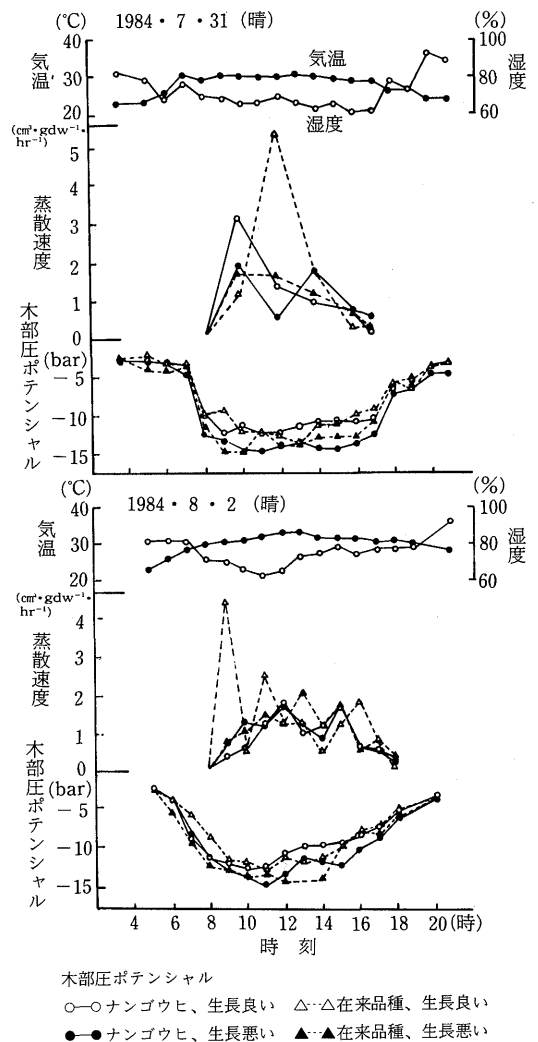 (℃) 1984・7・31(晴) (%)
40 100
気温 30 気温 80 湿度
20 湿度 60
(cm³・gdw⁻¹・
hr⁻¹)
5
4
蒸散速度 3
2
1
0
木部圧ポテンシャル (bar)
－5
－10
－15
(℃) 1984・8・2(晴) (%)
40 100
気温 30 80 湿度
20 60
(cm³・gdw⁻¹・
hr⁻¹)
4
蒸散速度 3
2
1
0
木部圧ポテンシャル (bar)
－5
－10
－15
4 6 8 10 12 14 16 18 20(時)
時 刻
木部圧ポテンシャル
○─○ナンゴウヒ、生長良い △--△在来品種、生長良い
●─●ナンゴウヒ、生長悪い ▲--▲在来品種、生長悪い